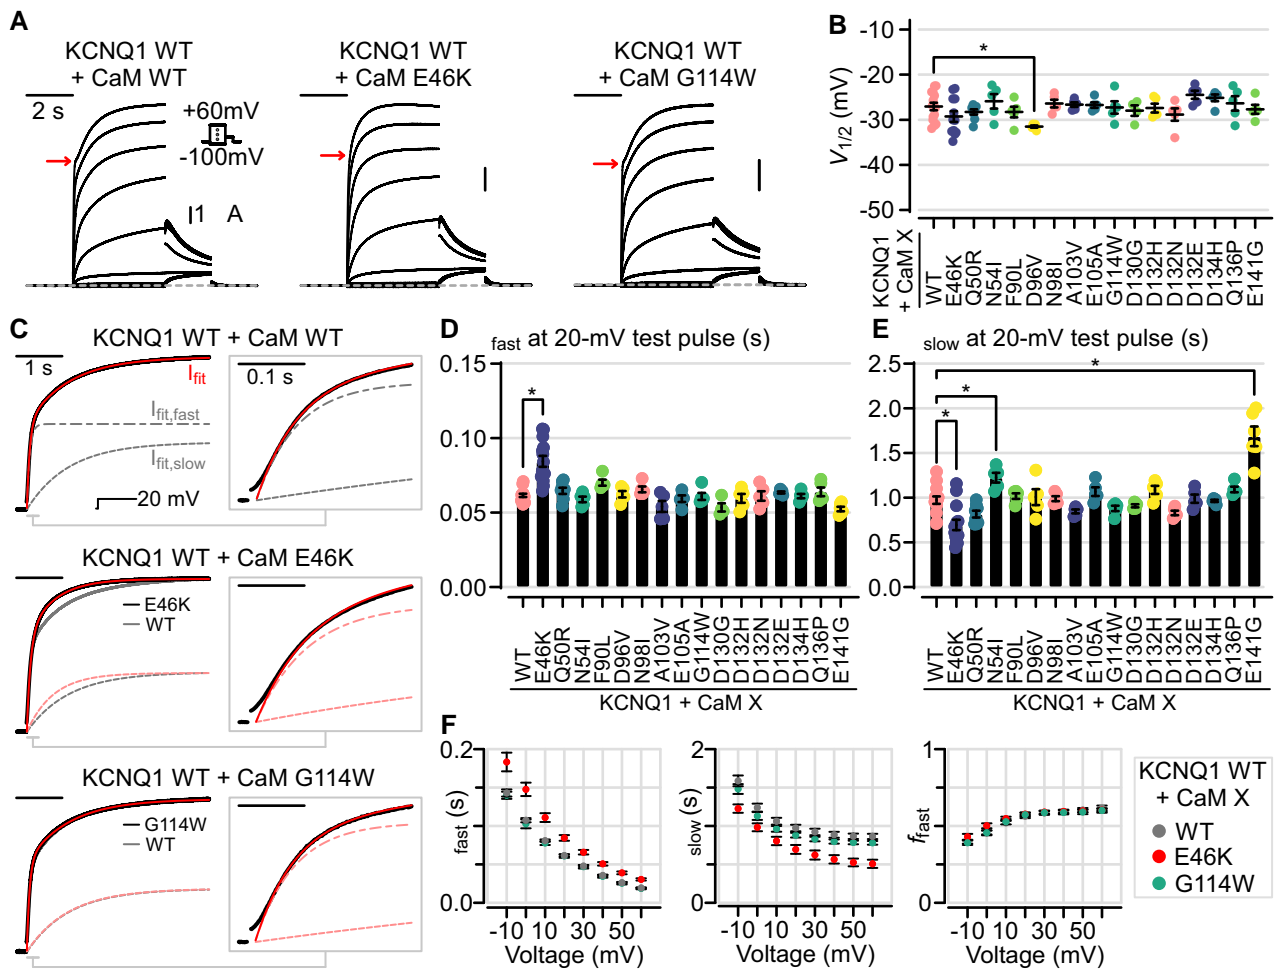 A
KCNQ1 WT
+ CaM WT
KCNQ1 WT
+ CaM E46K
KCNQ1 WT
+ CaM G114W
2 s
+60mV
-100mV
1 A
B
V1/2 (mV)
-10
-20
-30
-40
-50
*
KCNQ1
+ CaM X
WT
E46K
Q50R
N54I
F90L
D96V
N98I
A103V
E105A
G114W
D130G
D132H
D132N
D132E
D134H
Q136P
E141G
C
KCNQ1 WT + CaM WT
1 s
Ifit
Ifit,fast
Ifit,slow
20 mV
0.1 s
KCNQ1 WT + CaM E46K
E46K
WT
KCNQ1 WT + CaM G114W
G114W
WT
D
fast at 20-mV test pulse (s)
0.15
0.10
0.05
0.00
*
WT
E46K
Q50R
N54I
F90L
D96V
N98I
A103V
E105A
G114W
D130G
D132H
D132N
D132E
D134H
Q136P
E141G
KCNQ1 + CaM X
E
slow at 20-mV test pulse (s)
2.5
2.0
1.5
1.0
0.5
0.0
*
*
*
WT
E46K
Q50R
N54I
F90L
D96V
N98I
A103V
E105A
G114W
D130G
D132H
D132N
D132E
D134H
Q136P
E141G
KCNQ1 + CaM X
F
fast (s)
0.2
0.0
-10 10 30 50
Voltage (mV)
slow (s)
2
0
-10 10 30 50
Voltage (mV)
ffast
1
0
-10 10 30 50
Voltage (mV)
KCNQ1 WT
+ CaM X
WT
E46K
G114W